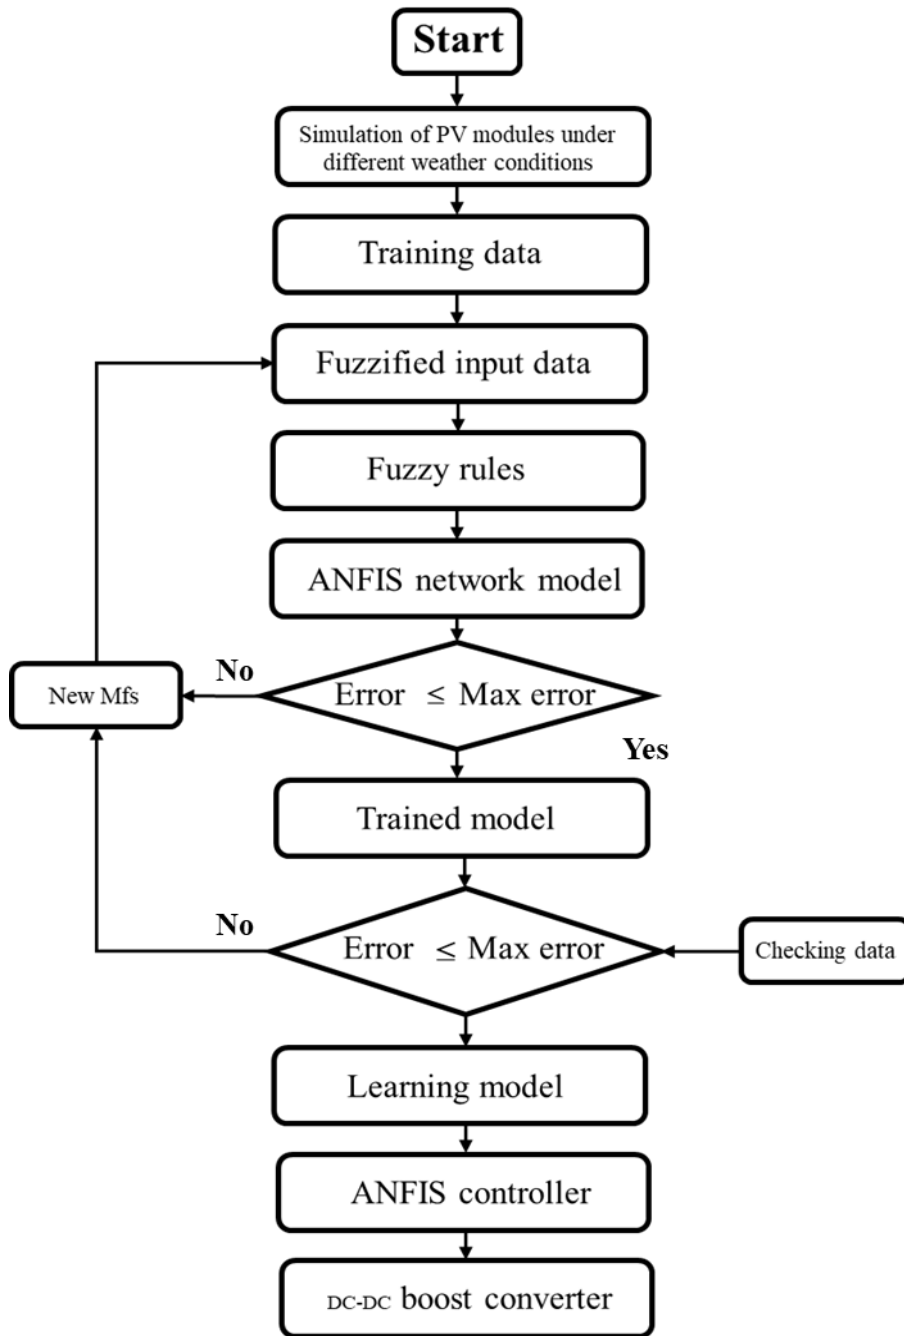 Start
Simulation of PV modules under
different weather conditions
Training data
Fuzzified input data
Fuzzy rules
ANFIS network model
No
New Mfs
Error ≤ Max error
Yes
Trained model
No
Error ≤ Max error
Checking data
Learning model
ANFIS controller
DC-DC boost converter